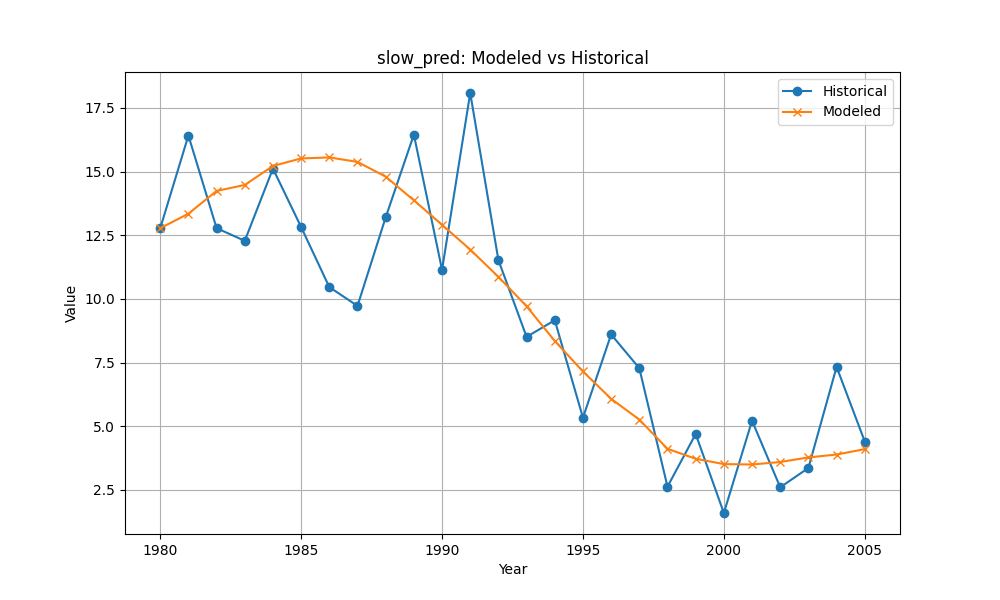 slow_pred: Modeled vs Historical
Historical
Modeled
Value
17.5
15.0
12.5
10.0
7.5
5.0
2.5
1980 1985 1990 1995 2000 2005
Year